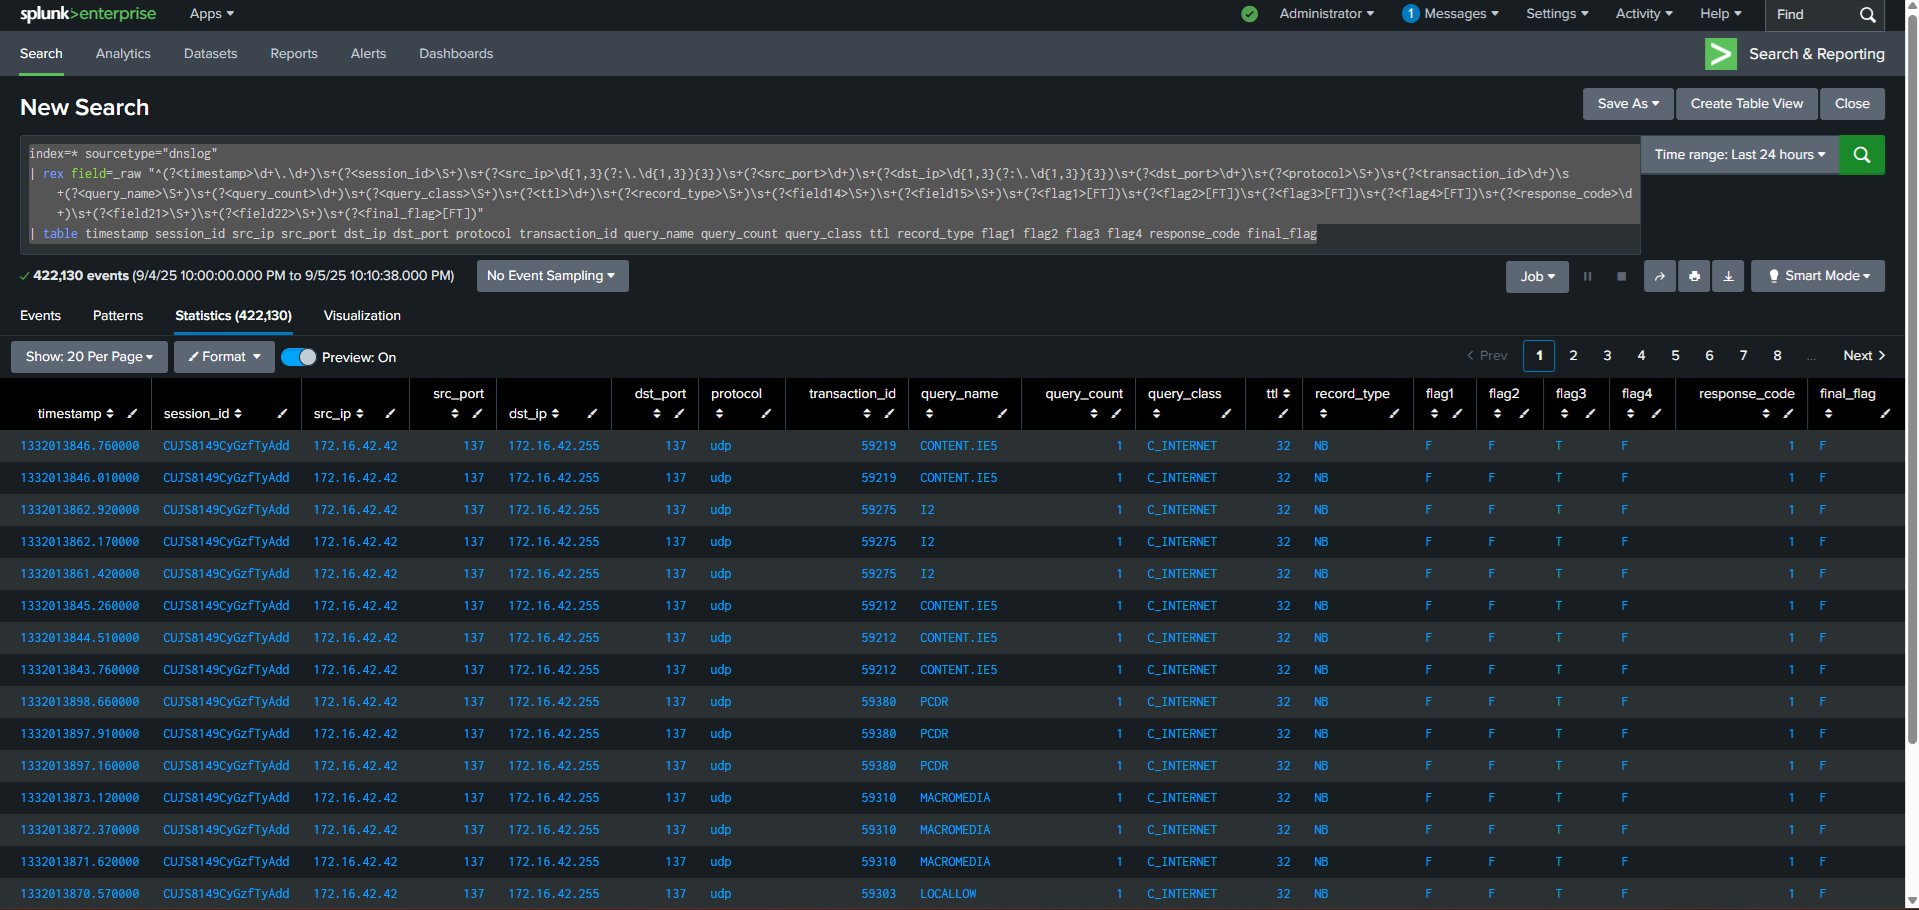 splunk>enterprise Apps Administrator 1 Messages Settings Activity Help Find
Search Analytics Datasets Reports Alerts Dashboards Search & Reporting
New Search Save As Create Table View Close
index=* sourcetype="dnslog"
| rex field=_raw "^(?<timestamp>\d+\.\d+)\s+(?<session_id>\S+)\s+(?<src_ip>\d{1,3}(?:\.\d{1,3}){3})\s+(?<src_port>\d+)\s+(?<dst_ip>\d{1,3}(?:\.\d{1,3}){3})\s+(?<dst_port>\d+)\s+(?<protocol>\S+)\s+(?<transaction_id>\d+)\s
+(?<query_name>\S+)\s+(?<query_count>\d+)\s+(?<query_class>\S+)\s+(?<ttl>\d+)\s+(?<record_type>\S+)\s+(?<field14>\S+)\s+(?<field15>\S+)\s+(?<flag1>[FT])\s+(?<flag2>[FT])\s+(?<flag3>[FT])\s+(?<flag4>[FT])\s+(?<response_code>\d
+)\s+(?<field21>\S+)\s+(?<field22>\S+)\s+(?<final_flag>[FT])"
| table timestamp session_id src_ip src_port dst_ip dst_port protocol transaction_id query_name query_count query_class ttl record_type flag1 flag2 flag3 flag4 response_code final_flag
Time range: Last 24 hours
422,130 events (9/4/25 10:00:00.000 PM to 9/5/25 10:10:38.000 PM) No Event Sampling Job Smart Mode
Events Patterns Statistics (422,130) Visualization
Show: 20 Per Page Format Preview: On < Prev 1 2 3 4 5 6 7 8 ... Next >
timestamp session_id src_ip src_port dst_ip dst_port protocol transaction_id query_name query_count query_class ttl record_type flag1 flag2 flag3 flag4 response_code final_flag
1332013846.760000 CUJS8149CyGzfTyAdd 172.16.42.42 137 172.16.42.255 137 udp 59219 CONTENT.IE5 1 C_INTERNET 32 NB F F T F 1 F
1332013846.010000 CUJS8149CyGzfTyAdd 172.16.42.42 137 172.16.42.255 137 udp 59219 CONTENT.IE5 1 C_INTERNET 32 NB F F T F 1 F
1332013862.920000 CUJS8149CyGzfTyAdd 172.16.42.42 137 172.16.42.255 137 udp 59275 I2 1 C_INTERNET 32 NB F F T F 1 F
1332013862.170000 CUJS8149CyGzfTyAdd 172.16.42.42 137 172.16.42.255 137 udp 59275 I2 1 C_INTERNET 32 NB F F T F 1 F
1332013861.420000 CUJS8149CyGzfTyAdd 172.16.42.42 137 172.16.42.255 137 udp 59275 I2 1 C_INTERNET 32 NB F F T F 1 F
1332013845.260000 CUJS8149CyGzfTyAdd 172.16.42.42 137 172.16.42.255 137 udp 59212 CONTENT.IE5 1 C_INTERNET 32 NB F F T F 1 F
1332013844.510000 CUJS8149CyGzfTyAdd 172.16.42.42 137 172.16.42.255 137 udp 59212 CONTENT.IE5 1 C_INTERNET 32 NB F F T F 1 F
1332013843.760000 CUJS8149CyGzfTyAdd 172.16.42.42 137 172.16.42.255 137 udp 59212 CONTENT.IE5 1 C_INTERNET 32 NB F F T F 1 F
1332013898.660000 CUJS8149CyGzfTyAdd 172.16.42.42 137 172.16.42.255 137 udp 59380 PCDR 1 C_INTERNET 32 NB F F T F 1 F
1332013897.910000 CUJS8149CyGzfTyAdd 172.16.42.42 137 172.16.42.255 137 udp 59380 PCDR 1 C_INTERNET 32 NB F F T F 1 F
1332013897.160000 CUJS8149CyGzfTyAdd 172.16.42.42 137 172.16.42.255 137 udp 59380 PCDR 1 C_INTERNET 32 NB F F T F 1 F
1332013873.120000 CUJS8149CyGzfTyAdd 172.16.42.42 137 172.16.42.255 137 udp 59310 MACROMEDIA 1 C_INTERNET 32 NB F F T F 1 F
1332013872.370000 CUJS8149CyGzfTyAdd 172.16.42.42 137 172.16.42.255 137 udp 59310 MACROMEDIA 1 C_INTERNET 32 NB F F T F 1 F
1332013871.620000 CUJS8149CyGzfTyAdd 172.16.42.42 137 172.16.42.255 137 udp 59310 MACROMEDIA 1 C_INTERNET 32 NB F F T F 1 F
1332013870.570000 CUJS8149CyGzfTyAdd 172.16.42.42 137 172.16.42.255 137 udp 59303 LOCALLOW 1 C_INTERNET 32 NB F F T F 1 F